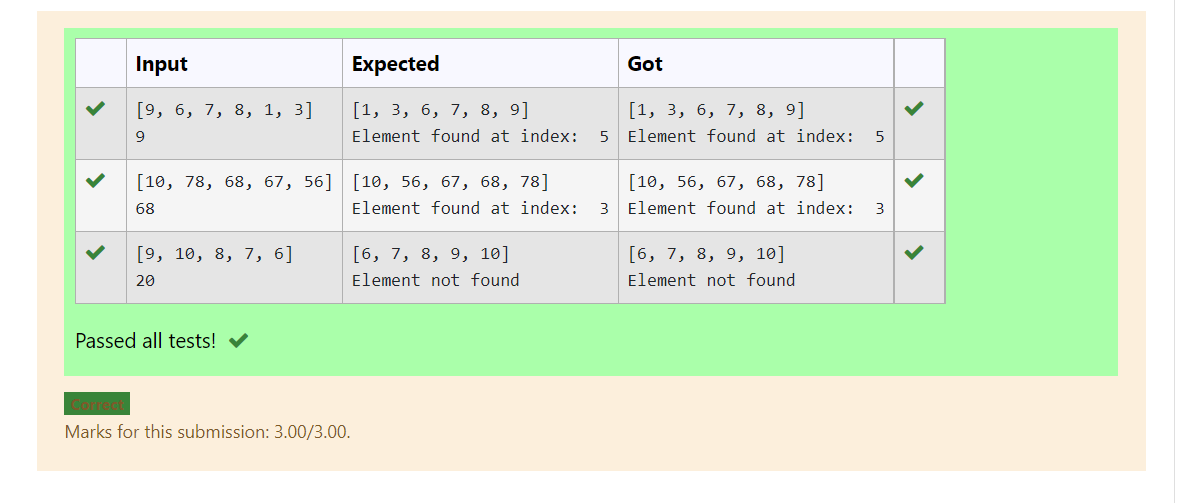 Input Expected Got
[9, 6, 7, 8, 1, 3] [1, 3, 6, 7, 8, 9] [1, 3, 6, 7, 8, 9]
9 Element found at index:  5 Element found at index:  5
[10, 78, 68, 67, 56] [10, 56, 67, 68, 78] [10, 56, 67, 68, 78]
68 Element found at index:  3 Element found at index:  3
[9, 10, 8, 7, 6] [6, 7, 8, 9, 10] [6, 7, 8, 9, 10]
20 Element not found Element not found
Passed all tests!
Correct
Marks for this submission: 3.00/3.00.